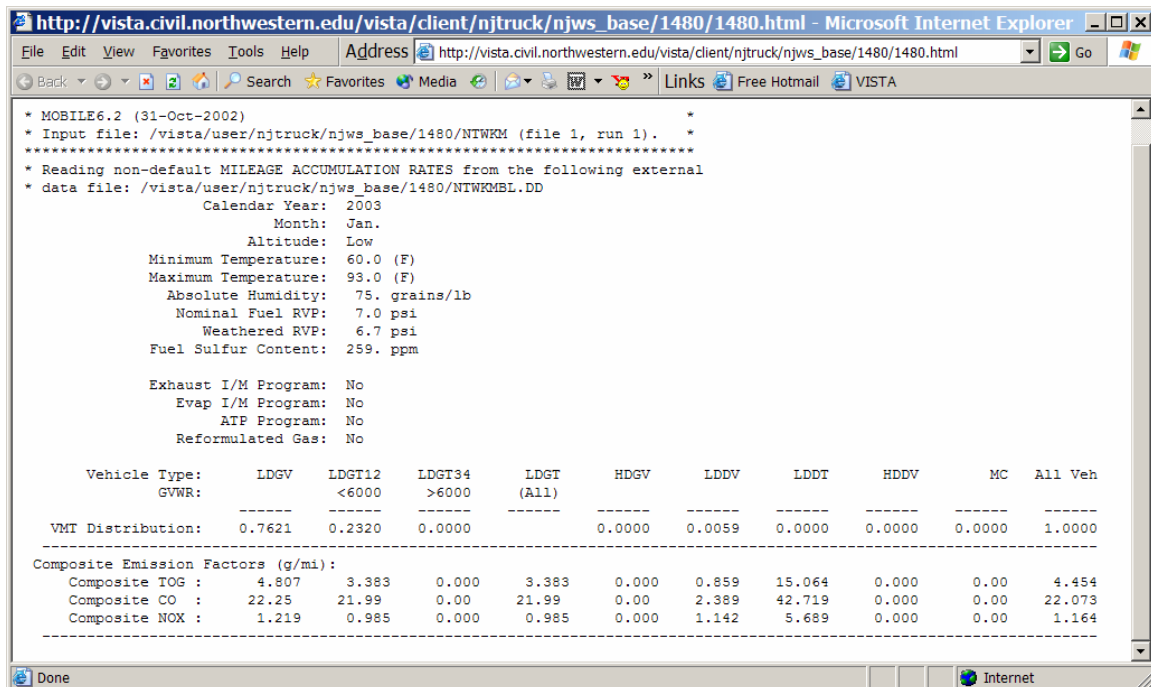 http://vista.civil.northwestern.edu/vista/client/njtruck/njws_base/1480/1480.html - Microsoft Internet Explorer
File Edit View Favorites Tools Help Address http://vista.civil.northwestern.edu/vista/client/njtruck/njws_base/1480/1480.html Go
Back Search Favorites Media W » Links Free Hotmail VISTA
* MOBILE6.2 (31-Oct-2002) *
* Input file: /vista/user/njtruck/njws_base/1480/NTWKM (file 1, run 1). *
***************************************************************************
* Reading non-default MILEAGE ACCUMULATION RATES from the following external
* data file: /vista/user/njtruck/njws_base/1480/NTWKMBL.DD
Calendar Year: 2003
Month: Jan.
Altitude: Low
Minimum Temperature: 60.0 (F)
Maximum Temperature: 93.0 (F)
Absolute Humidity: 75. grains/lb
Nominal Fuel RVP: 7.0 psi
Weathered RVP: 6.7 psi
Fuel Sulfur Content: 259. ppm
Exhaust I/M Program: No
Evap I/M Program: No
ATP Program: No
Reformulated Gas: No
Vehicle Type: LDGV LDGT12 LDGT34 LDGT HDGV LDDV LDDT HDDV MC All Veh
GVWR: <6000 >6000 (All)
------ ------ ------ ------ ------ ------ ------ ------ ------ ------
VMT Distribution: 0.7621 0.2320 0.0000 0.0000 0.0059 0.0000 0.0000 0.0000 1.0000
----------------------------------------------------------------------------------------------------------------------
Composite Emission Factors (g/mi):
Composite TOG : 4.807 3.383 0.000 3.383 0.000 0.859 15.064 0.000 0.00 4.454
Composite CO : 22.25 21.99 0.00 21.99 0.00 2.389 42.719 0.000 0.00 22.073
Composite NOX : 1.219 0.985 0.000 0.985 0.000 1.142 5.689 0.000 0.00 1.164
----------------------------------------------------------------------------------------------------------------------
Done Internet